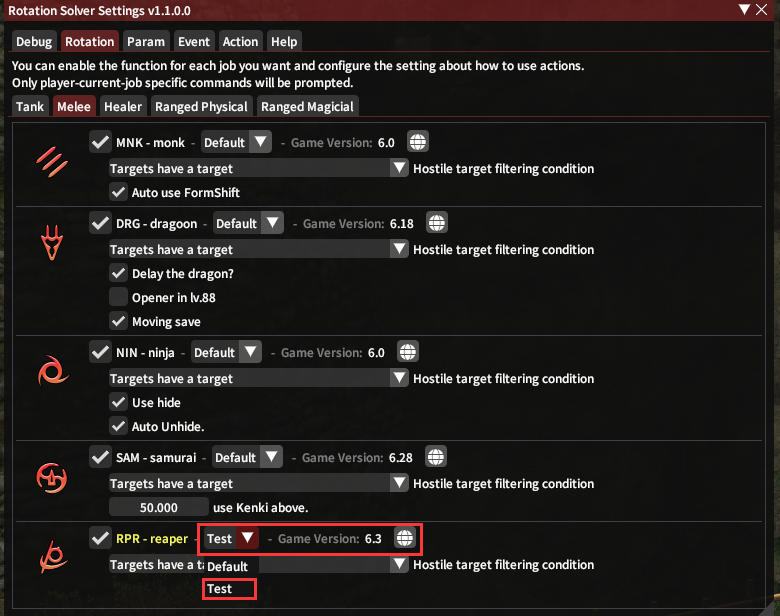 Rotation Solver Settings v1.1.0.0
Debug Rotation Param Event Action Help
You can enable the function for each job you want and configure the setting about how to use actions.
Only player-current-job specific commands will be prompted.
Tank Melee Healer Ranged Physical Ranged Magicial
MNK - monk - Default - Game Version: 6.0
Targets have a target Hostile target filtering condition
Auto use FormShift
DRG - dragoon - Default - Game Version: 6.18
Targets have a target Hostile target filtering condition
Delay the dragon?
Opener in lv.88
Moving save
NIN - ninja - Default - Game Version: 6.0
Targets have a target Hostile target filtering condition
Use hide
Auto Unhide.
SAM - samurai - Default - Game Version: 6.28
Targets have a target Hostile target filtering condition
50.000 use Kenki above.
RPR - reaper - Test - Game Version: 6.3
Targets have a Default Hostile target filtering condition
Test